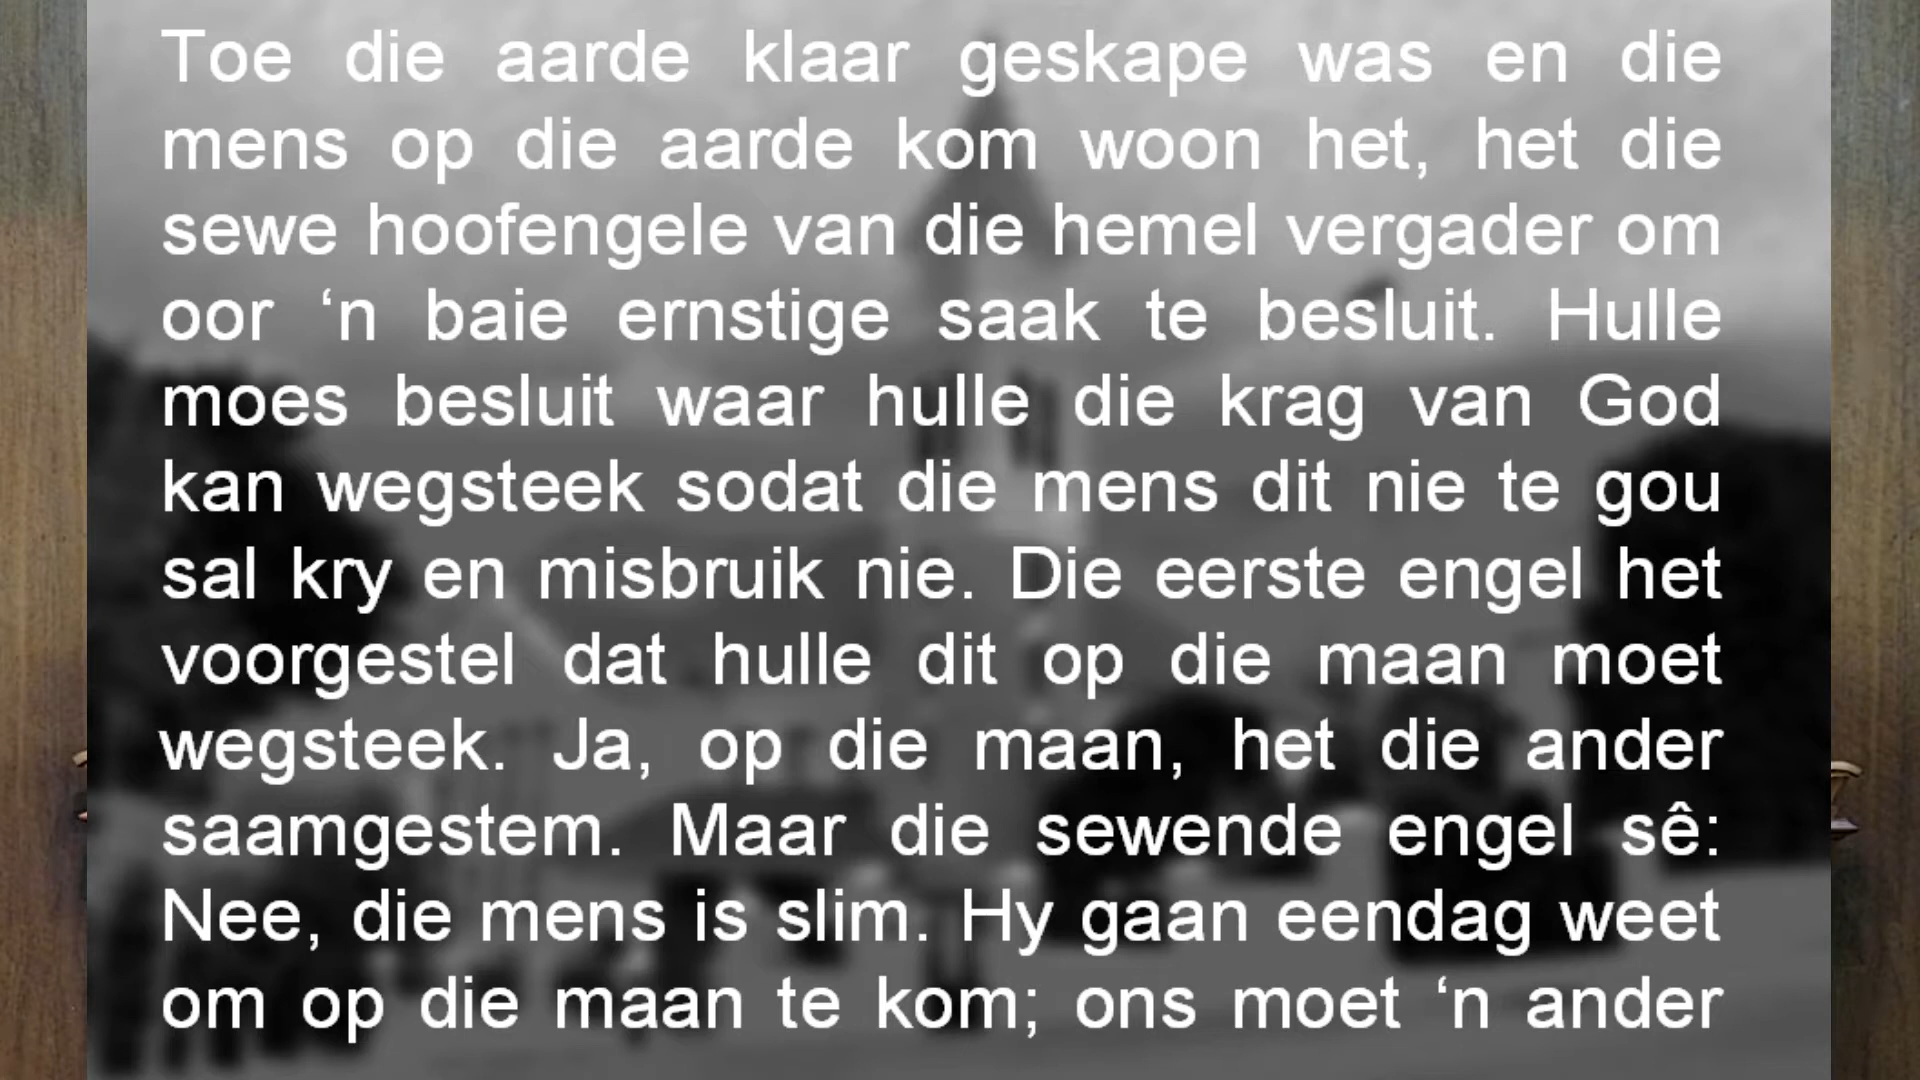 Toe die aarde klaar geskape was en die
mens op die aarde kom woon het, het die
sewe hoofengele van die hemel vergader om
oor ‘n baie ernstige saak te besluit. Hulle
moes besluit waar hulle die krag van God
kan wegsteek sodat die mens dit nie te gou
sal kry en misbruik nie. Die eerste engel het
voorgestel dat hulle dit op die maan moet
wegsteek. Ja, op die maan, het die ander
saamgestem. Maar die sewende engel sê:
Nee, die mens is slim. Hy gaan eendag weet
om op die maan te kom; ons moet ‘n ander